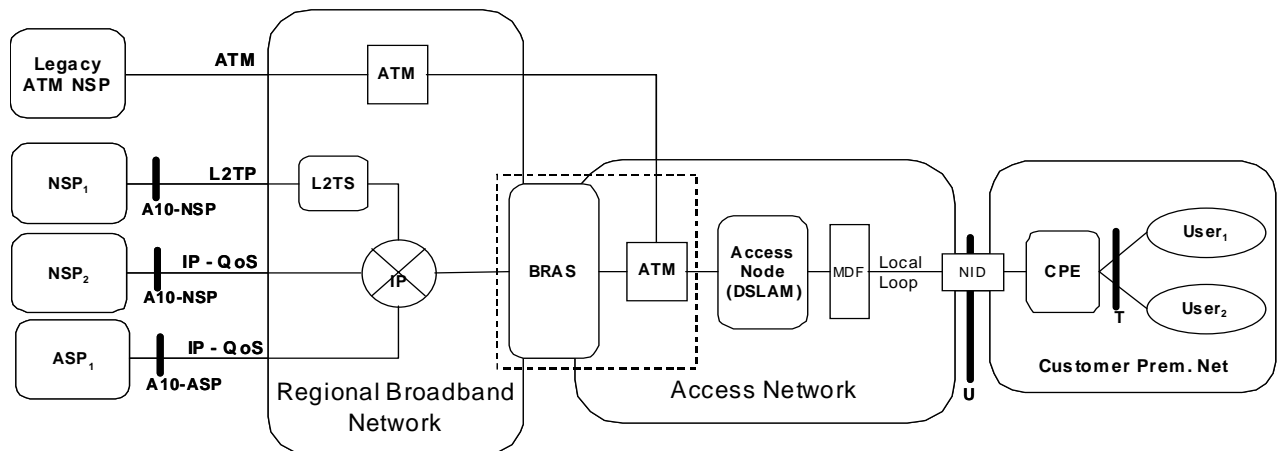 Legacy
ATM NSP
ATM
ATM
NSP1
L2TP
A10-NSP
L2TS
NSP2
IP - QoS
A10-NSP
IP
ASP1
IP - QoS
A10-ASP
Regional Broadband
Network
BRAS
ATM
Access
Node
(DSLAM)
MDF
Local
Loop
Access Network
NID
U
CPE
T
User1
User2
Customer Prem. Net